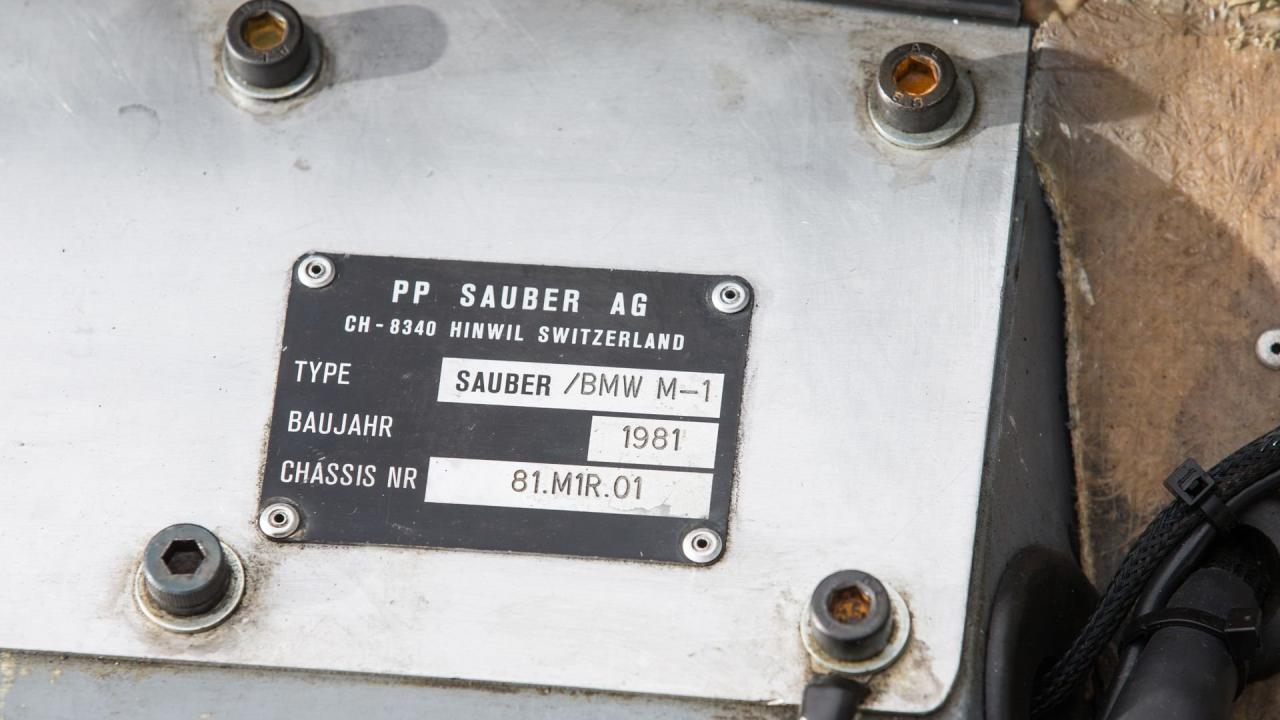 PP SAUBER AG
CH-8340 HINWIL SWITZERLAND
TYPE SAUBER /BMW M-1
BAUJAHR 1981
CHASSIS NR 81.M1R.01